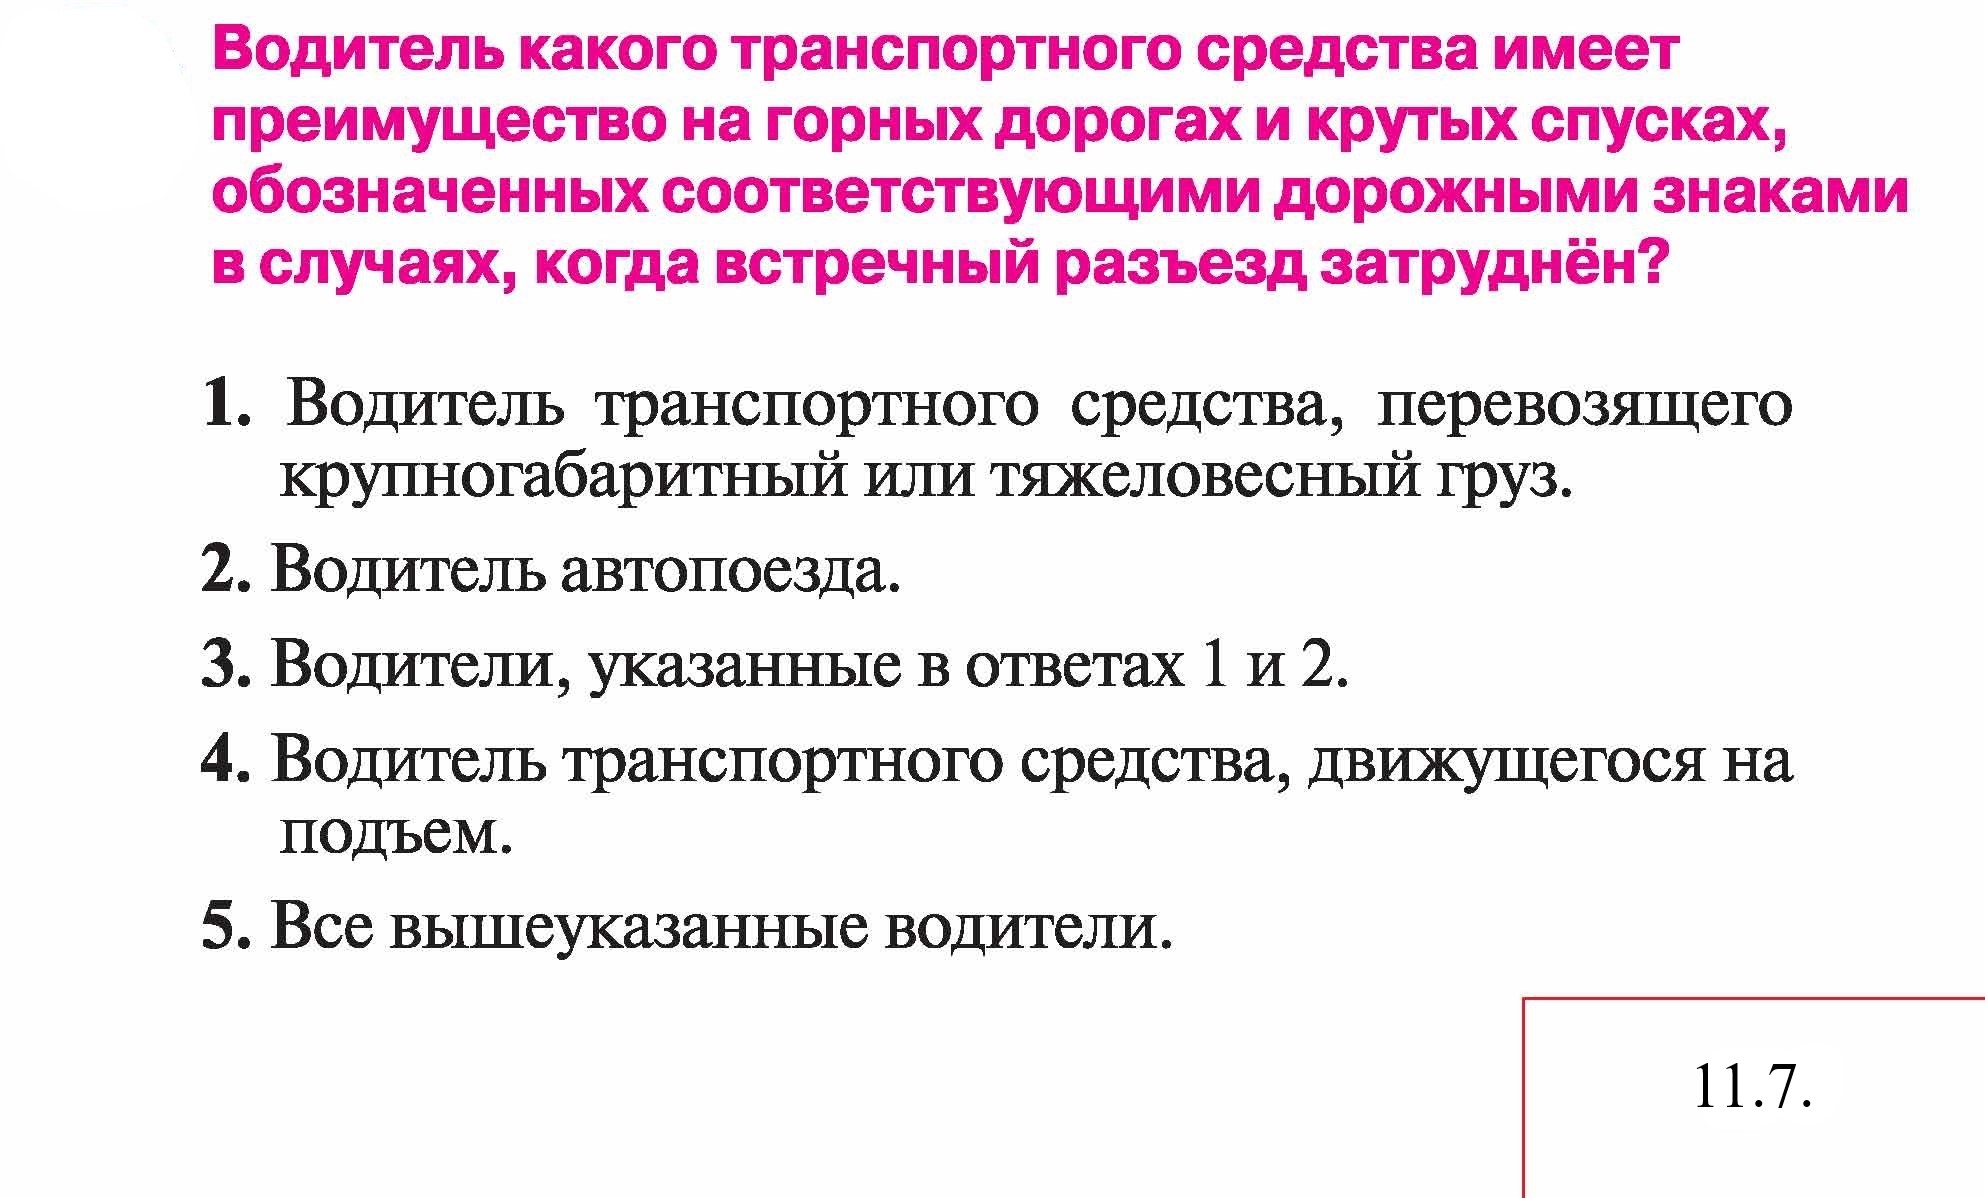 Водитель какого транспортного средства имеет
преимущество на горных дорогах и крутых спусках,
обозначенных соответствующими дорожными знаками
в случаях, когда встречный разъезд затруднён?
1. Водитель транспортного средства, перевозящего
крупногабаритный или тяжеловесный груз.
2. Водитель автопоезда.
3. Водители, указанные в ответах 1 и 2.
4. Водитель транспортного средства, движущегося на
подъем.
5. Все вышеуказанные водители.
11.7.